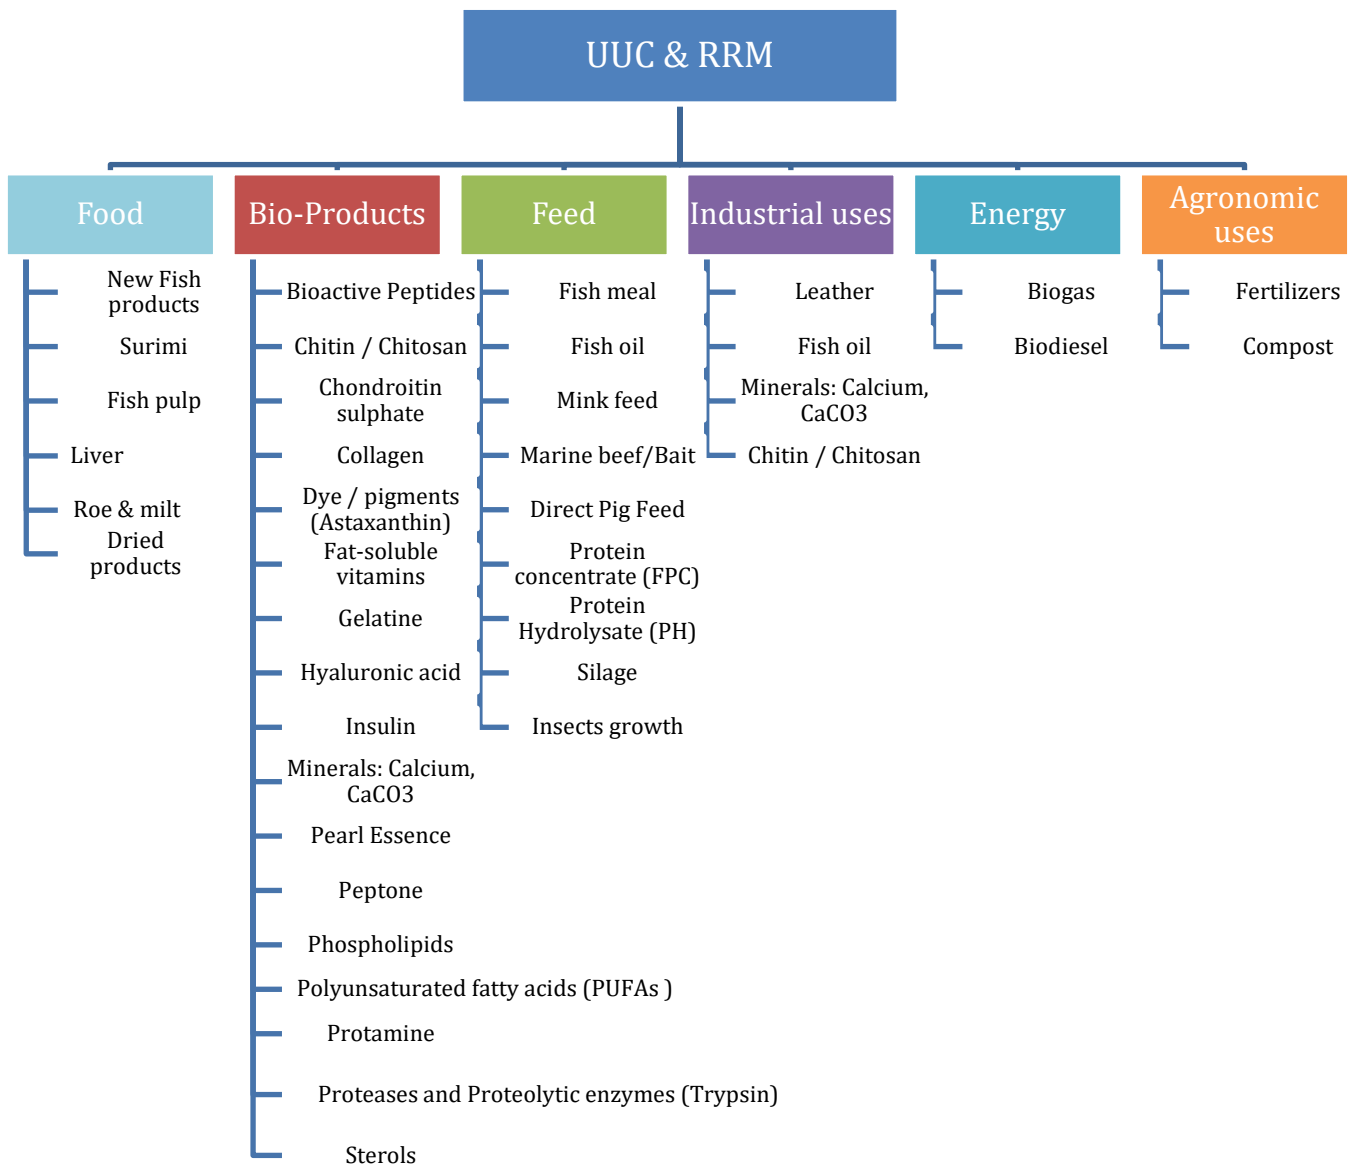 UUC & RRM
Food
New Fish
products
Surimi
Fish pulp
Liver
Roe & milt
Dried
products
Bio-Products
Bioactive Peptides
Chitin / Chitosan
Chondroitin
sulphate
Collagen
Dye / pigments
(Astaxanthin)
Fat-soluble
vitamins
Gelatine
Hyaluronic acid
Insulin
Minerals: Calcium,
CaCO3
Pearl Essence
Peptone
Phospholipids
Polyunsaturated fatty acids (PUFAs )
Protamine
Proteases and Proteolytic enzymes (Trypsin)
Sterols
Feed
Fish meal
Fish oil
Mink feed
Marine beef/Bait
Direct Pig Feed
Protein
concentrate (FPC)
Protein
Hydrolysate (PH)
Silage
Insects growth
Industrial uses
Leather
Fish oil
Minerals: Calcium,
CaCO3
Chitin / Chitosan
Energy
Biogas
Biodiesel
Agronomic
uses
Fertilizers
Compost